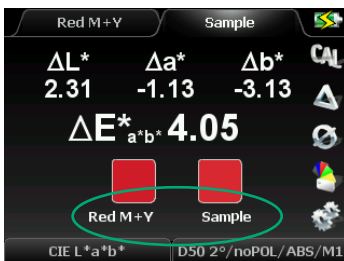 Red M+Y Sample
CAL
ΔL* Δa* Δb*
2.31 -1.13 -3.13
ΔE*a*b* 4.05
Red M+Y Sample
CIE L*a*b* D50 2°/noPOL/ABS/M1